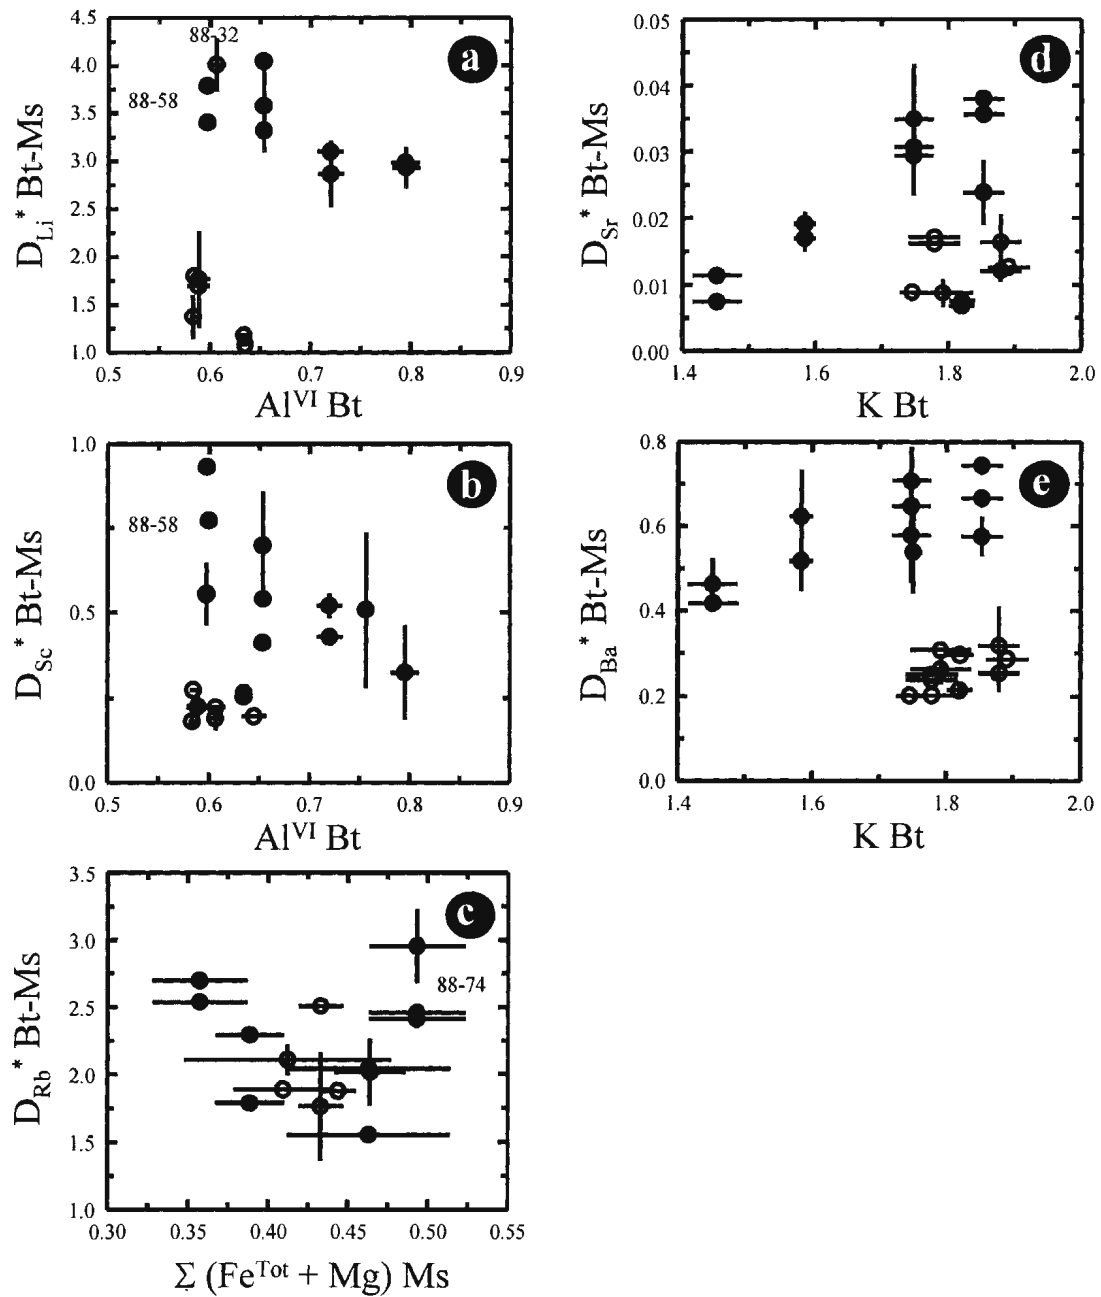 a
D_Li* Bt-Ms
4.5
4.0
3.5
3.0
2.5
2.0
1.5
1.0
88-32
88-58
0.5 0.6 0.7 0.8 0.9
Al^VI Bt
d
D_Sr* Bt-Ms
0.05
0.04
0.03
0.02
0.01
0.00
1.4 1.6 1.8 2.0
K Bt
b
D_Sc* Bt-Ms
1.0
0.5
0.0
88-58
0.5 0.6 0.7 0.8 0.9
Al^VI Bt
e
D_Ba* Bt-Ms
0.8
0.6
0.4
0.2
0.0
1.4 1.6 1.8 2.0
K Bt
c
D_Rb* Bt-Ms
3.5
3.0
2.5
2.0
1.5
1.0
88-74
0.30 0.35 0.40 0.45 0.50 0.55
Σ (Fe^Tot + Mg) Ms